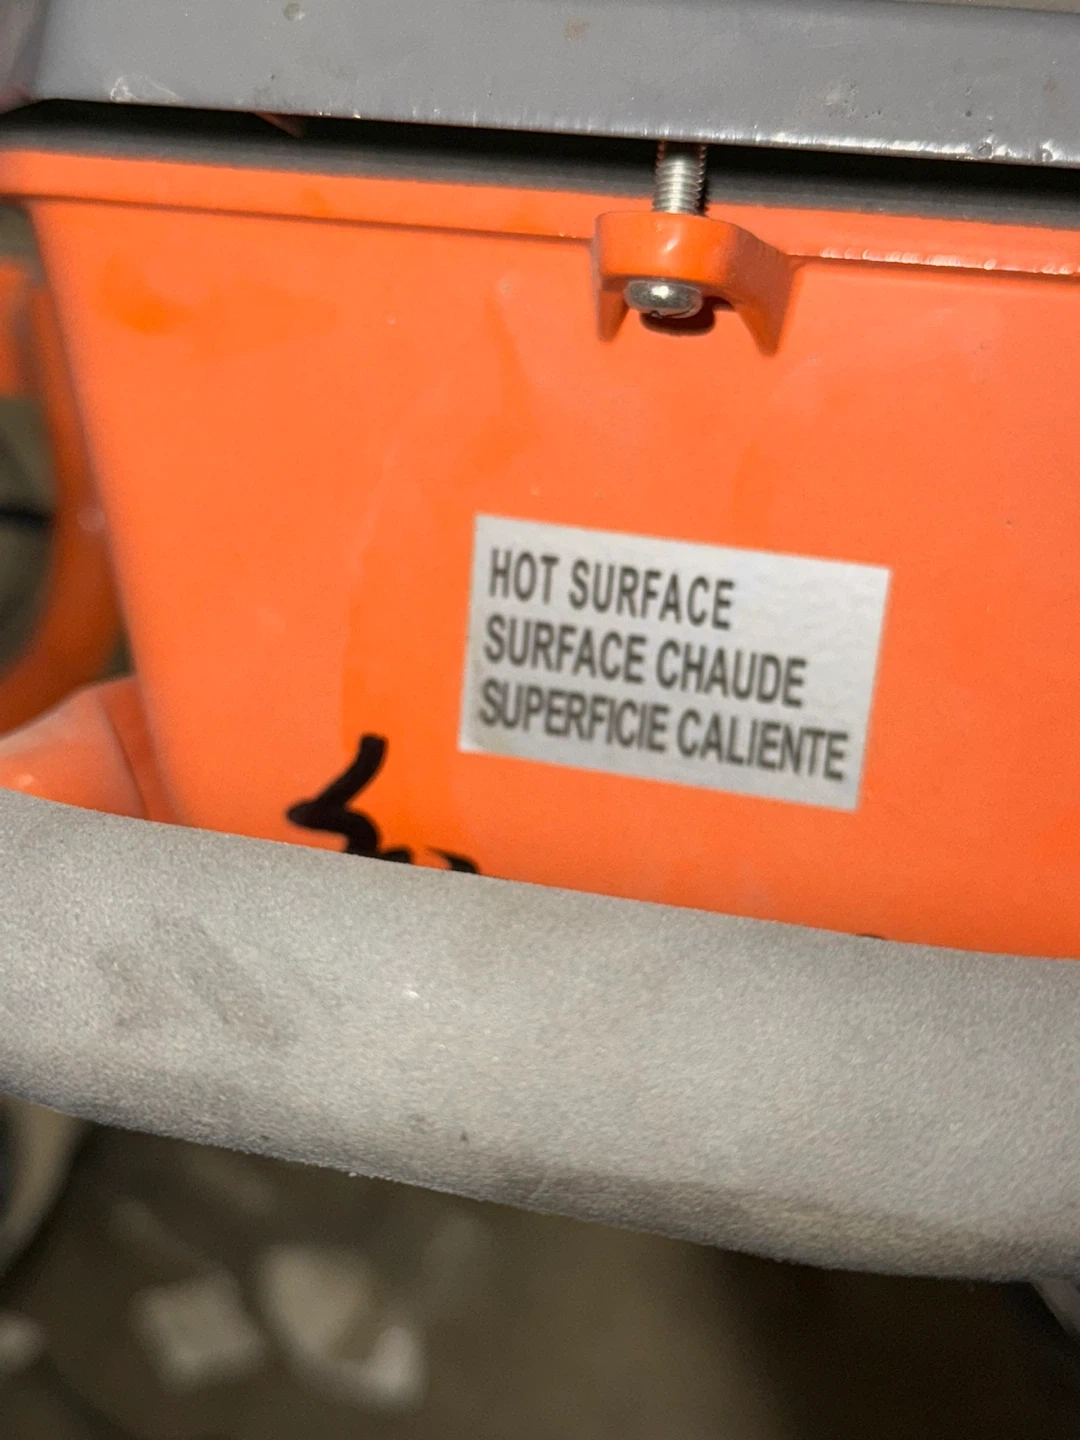 HOT SURFACE
SURFACE CHAUDE
SUPERFICIE CALIENTE